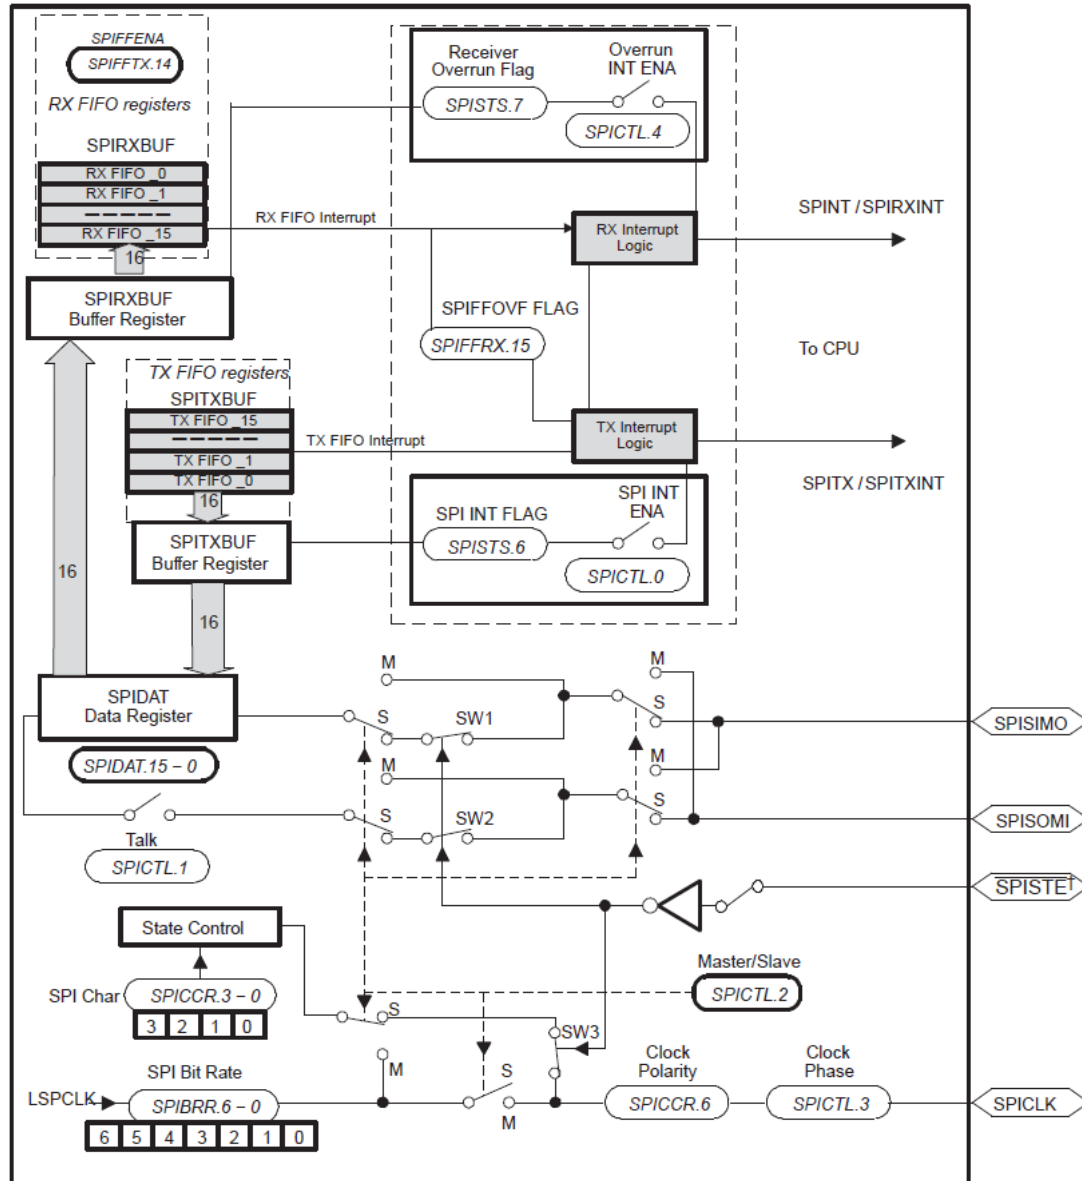 SPIFFENA
SPIFFTX.14
RX FIFO registers
SPIRXBUF
RX FIFO _0
RX FIFO _1
RX FIFO _15
16
SPIRXBUF
Buffer Register
Receiver
Overrun Flag
SPISTS.7
Overrun
INT ENA
SPICTL.4
RX FIFO Interrupt
RX Interrupt
Logic
SPINT / SPIRXINT
SPIFFOVF FLAG
SPIFFRX.15
To CPU
TX FIFO registers
SPITXBUF
TX FIFO _15
TX FIFO _1
TX FIFO _0
16
TX FIFO Interrupt
TX Interrupt
Logic
SPITX / SPITXINT
SPITXBUF
Buffer Register
SPI INT FLAG
SPISTS.6
SPI INT
ENA
SPICTL.0
16
16
SPIDAT
Data Register
SPIDAT.15 − 0
M
S
SW1
M
S
SPISIMO
M
S
SW2
M
S
SPISOMI
Talk
SPICTL.1
SPISTE†
State Control
Master/Slave
SPICTL.2
SPI Char
SPICCR.3 − 0
3 2 1 0
S
M
SW3
SPI Bit Rate
LSPCLK
SPIBRR.6 − 0
6 5 4 3 2 1 0
S
M
Clock
Polarity
SPICCR.6
Clock
Phase
SPICTL.3
SPICLK